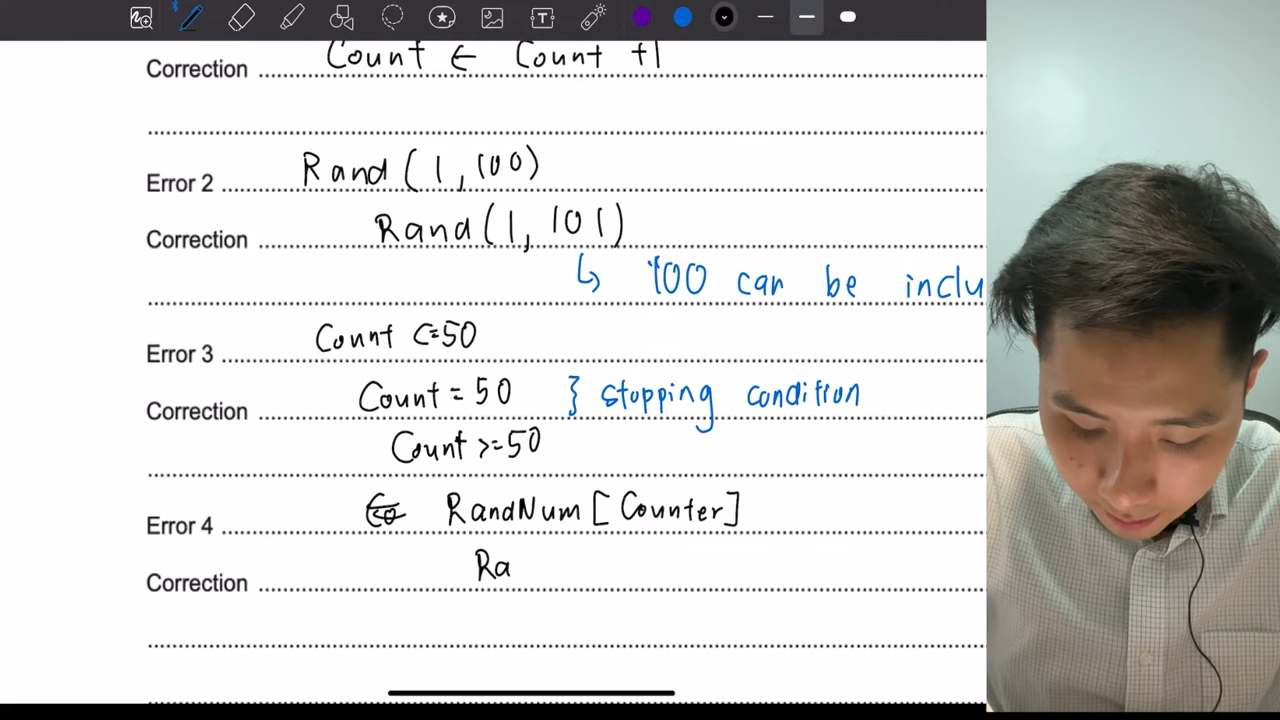 Count ← Count +1
Correction
Error 2 Rand (1, 100)
Correction Rand (1, 101)
↳ 100 can be inclu
Error 3 Count <=50
Correction Count = 50 } stopping condition
Count >=50
Error 4 RandNum [Counter]
Correction Ra